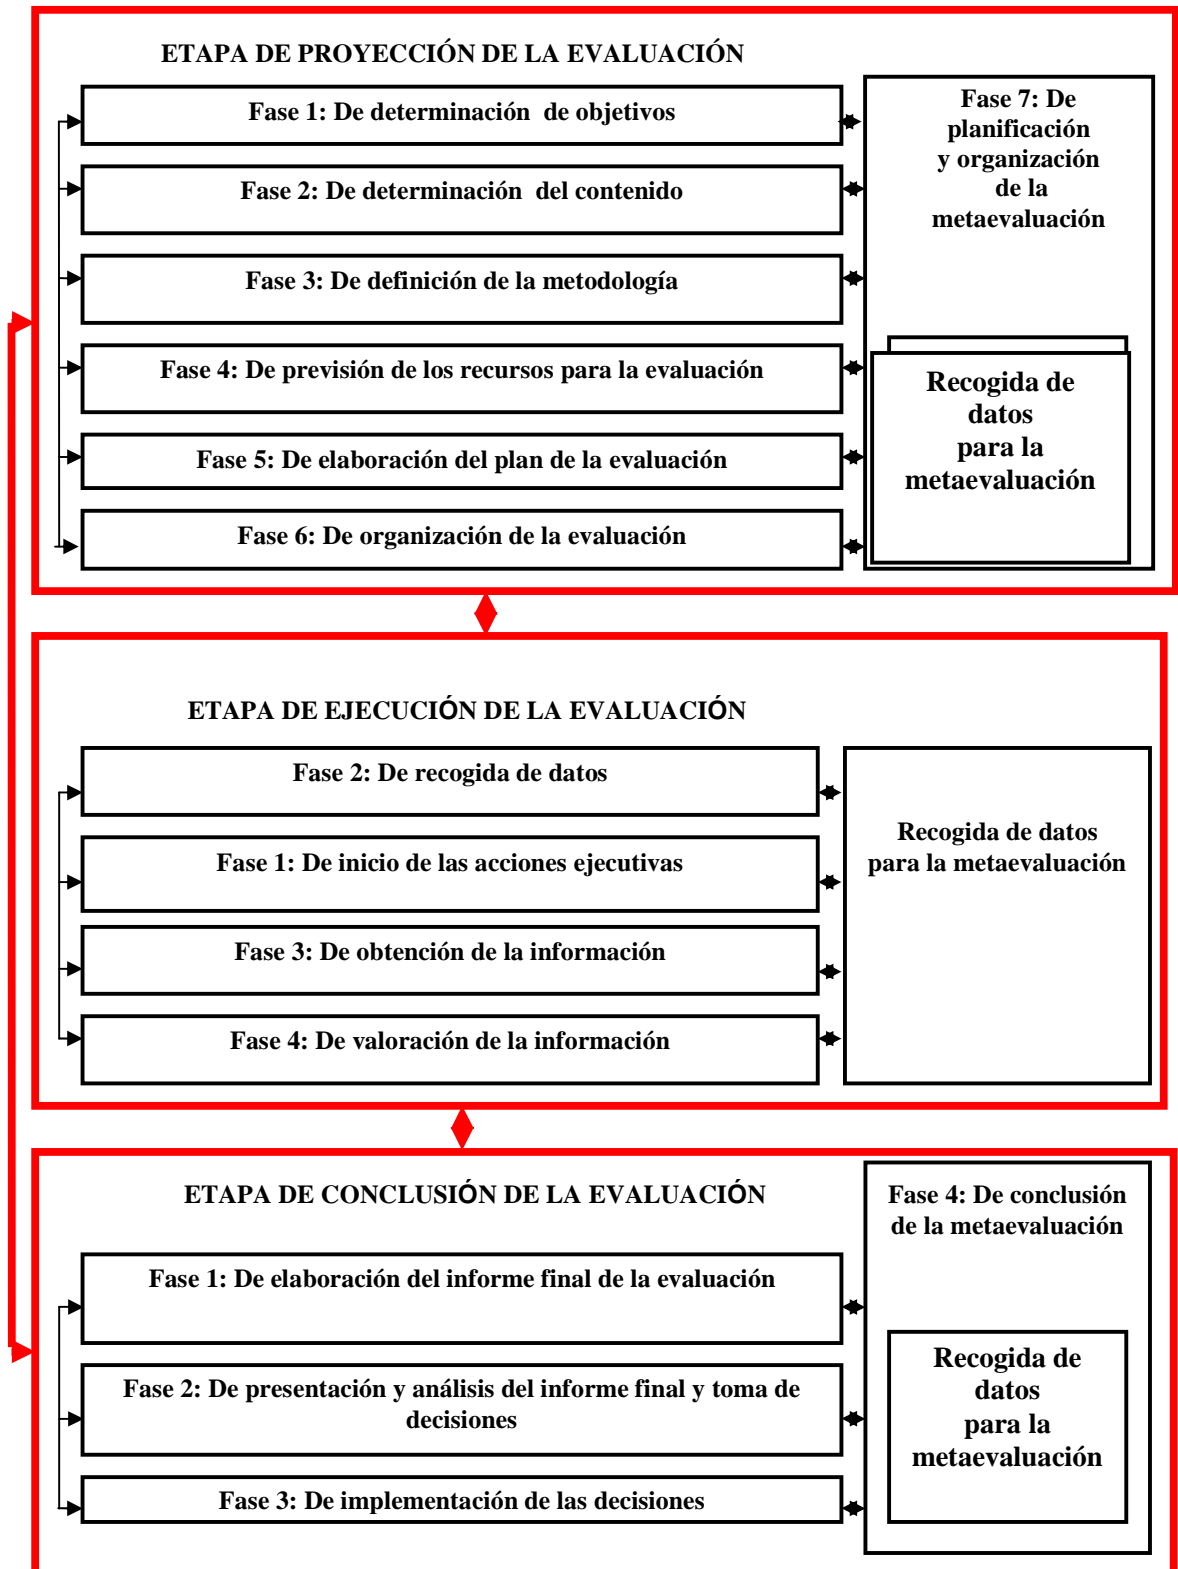 ETAPA DE PROYECCIÓN DE LA EVALUACIÓN
Fase 1: De determinación  de objetivos
Fase 2: De determinación  del contenido
Fase 3: De definición de la metodología
Fase 4: De previsión de los recursos para la evaluación
Fase 5: De elaboración del plan de la evaluación
Fase 6: De organización de la evaluación
Fase 7: De
planificación
y organización
de la
metaevaluación
Recogida de
datos
para la
metaevaluación
ETAPA DE EJECUCIÓN DE LA EVALUACIÓN
Fase 2: De recogida de datos
Fase 1: De inicio de las acciones ejecutivas
Fase 3: De obtención de la información
Fase 4: De valoración de la información
Recogida de datos
para la metaevaluación
ETAPA DE CONCLUSIÓN DE LA EVALUACIÓN
Fase 1: De elaboración del informe final de la evaluación
Fase 2: De presentación y análisis del informe final y toma de
decisiones
Fase 3: De implementación de las decisiones
Fase 4: De conclusión
de la metaevaluación
Recogida de
datos
para la
metaevaluación